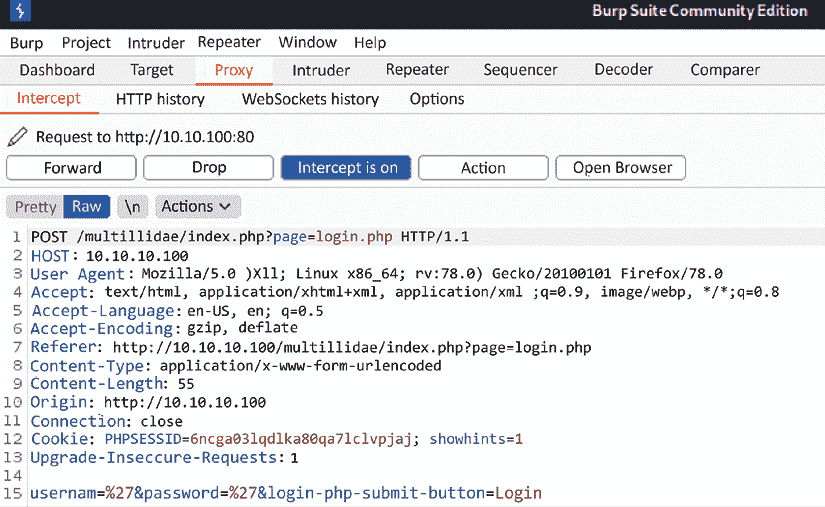 Burp Suite Community Edition
Burp Project Intruder Repeater Window Help
Dashboard Target Proxy Intruder Repeater Sequencer Decoder Comparer
Intercept HTTP history WebSockets history Options
Request to http://10.10.100:80
Forward Drop Intercept is on Action Open Browser
Pretty Raw \n Actions
1 POST /multillidae/index.php?page=login.php HTTP/1.1
2 HOST: 10.10.10.100
3 User Agent: Mozilla/5.0 )Xll; Linux x86_64; rv:78.0) Gecko/20100101 Firefox/78.0
4 Accept: text/html, application/xhtml+xml, application/xml ;q=0.9, image/webp, */*;q=0.8
5 Accept-Language: en-US, en; q=0.5
6 Accept-Encoding: gzip, deflate
7 Referer: http://10.10.10.100/multillidae/index.php?page=login.php
8 Content-Type: application/x-www-form-urlencoded
9 Content-Length: 55
10 Origin: http://10.10.10.100
11 Connection: close
12 Cookie: PHPSESSID=6ncga03lqdlka80qa7lclvpjaj; showhints=1
13 Upgrade-Inseccure-Requests: 1
14
15 usernam=%27&password=%27&login-php-submit-button=Login